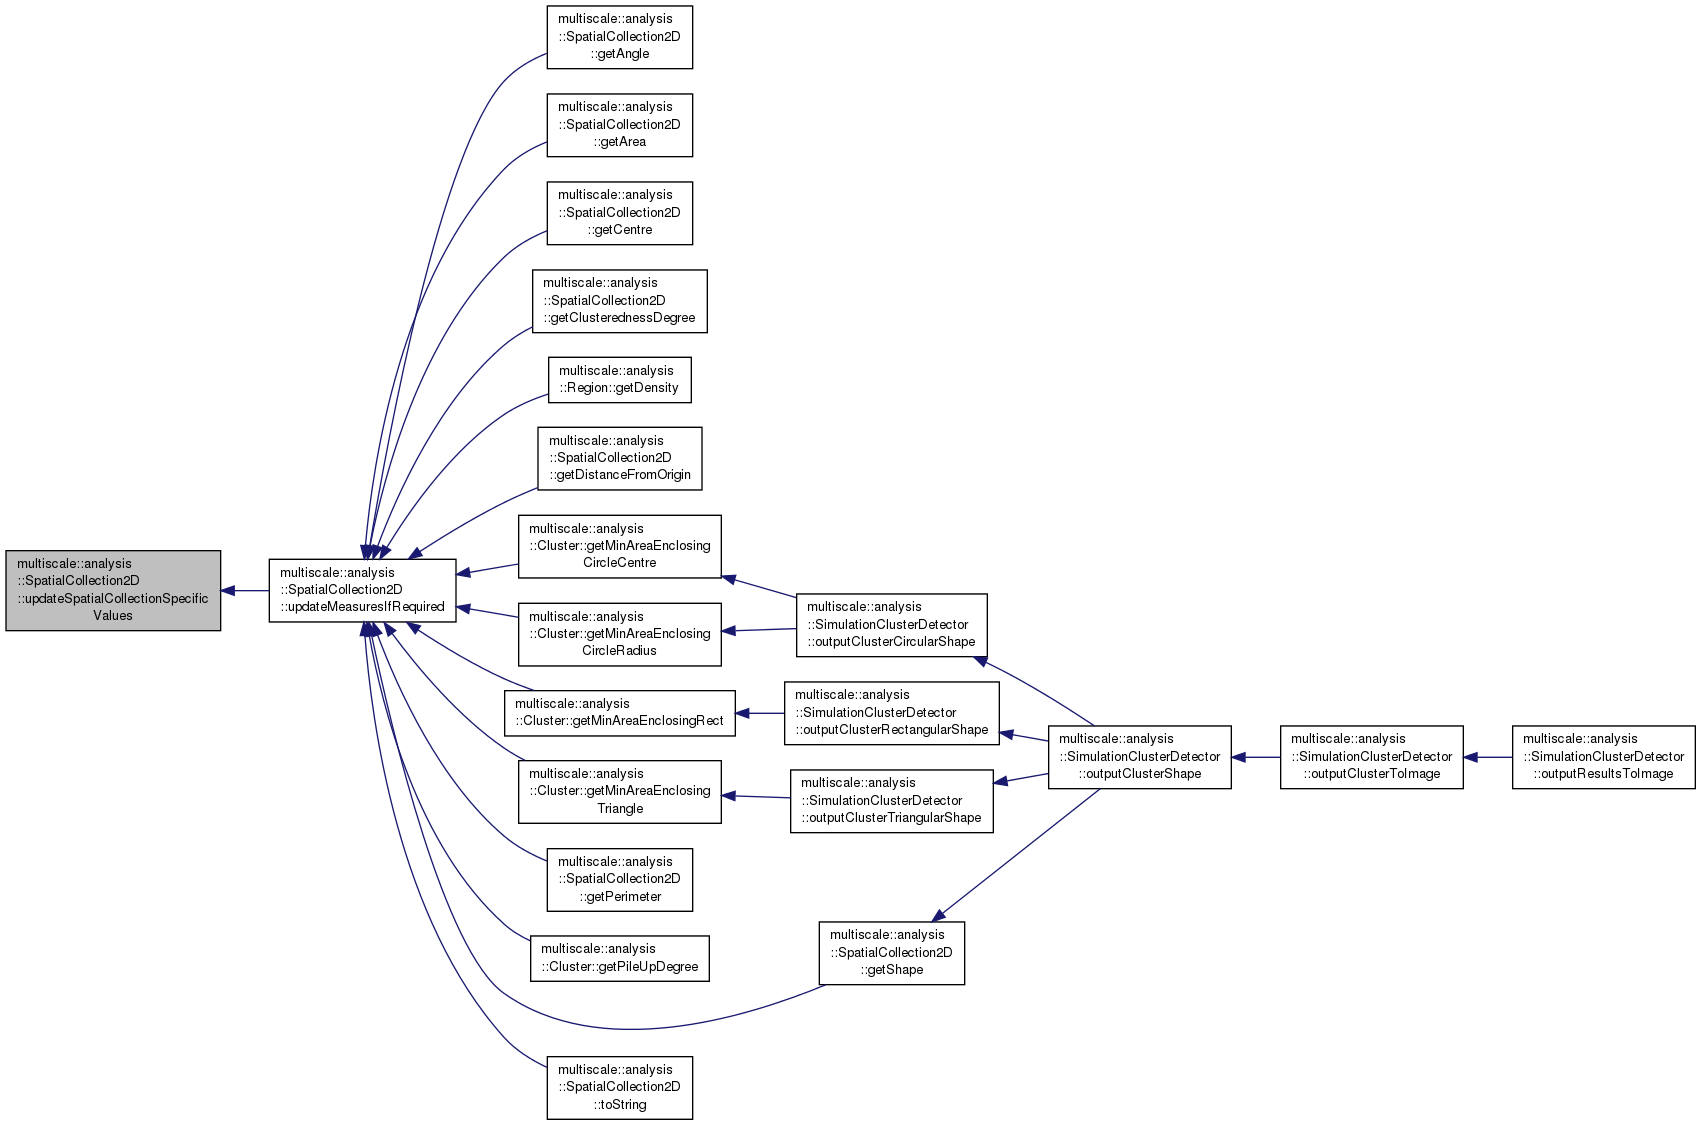 multiscale::analysis
::SpatialCollection2D
::updateSpatialCollectionSpecific
Values
multiscale::analysis
::SpatialCollection2D
::updateMeasuresIfRequired
multiscale::analysis
::SpatialCollection2D
::getAngle
multiscale::analysis
::SpatialCollection2D
::getArea
multiscale::analysis
::SpatialCollection2D
::getCentre
multiscale::analysis
::SpatialCollection2D
::getClusterednessDegree
multiscale::analysis
::Region::getDensity
multiscale::analysis
::SpatialCollection2D
::getDistanceFromOrigin
multiscale::analysis
::Cluster::getMinAreaEnclosing
CircleCentre
multiscale::analysis
::Cluster::getMinAreaEnclosing
CircleRadius
multiscale::analysis
::Cluster::getMinAreaEnclosingRect
multiscale::analysis
::Cluster::getMinAreaEnclosing
Triangle
multiscale::analysis
::SpatialCollection2D
::getPerimeter
multiscale::analysis
::Cluster::getPileUpDegree
multiscale::analysis
::SpatialCollection2D
::getShape
multiscale::analysis
::SpatialCollection2D
::toString
multiscale::analysis
::SimulationClusterDetector
::outputClusterCircularShape
multiscale::analysis
::SimulationClusterDetector
::outputClusterRectangularShape
multiscale::analysis
::SimulationClusterDetector
::outputClusterTriangularShape
multiscale::analysis
::SimulationClusterDetector
::outputClusterShape
multiscale::analysis
::SimulationClusterDetector
::outputClusterToImage
multiscale::analysis
::SimulationClusterDetector
::outputResultsToImage